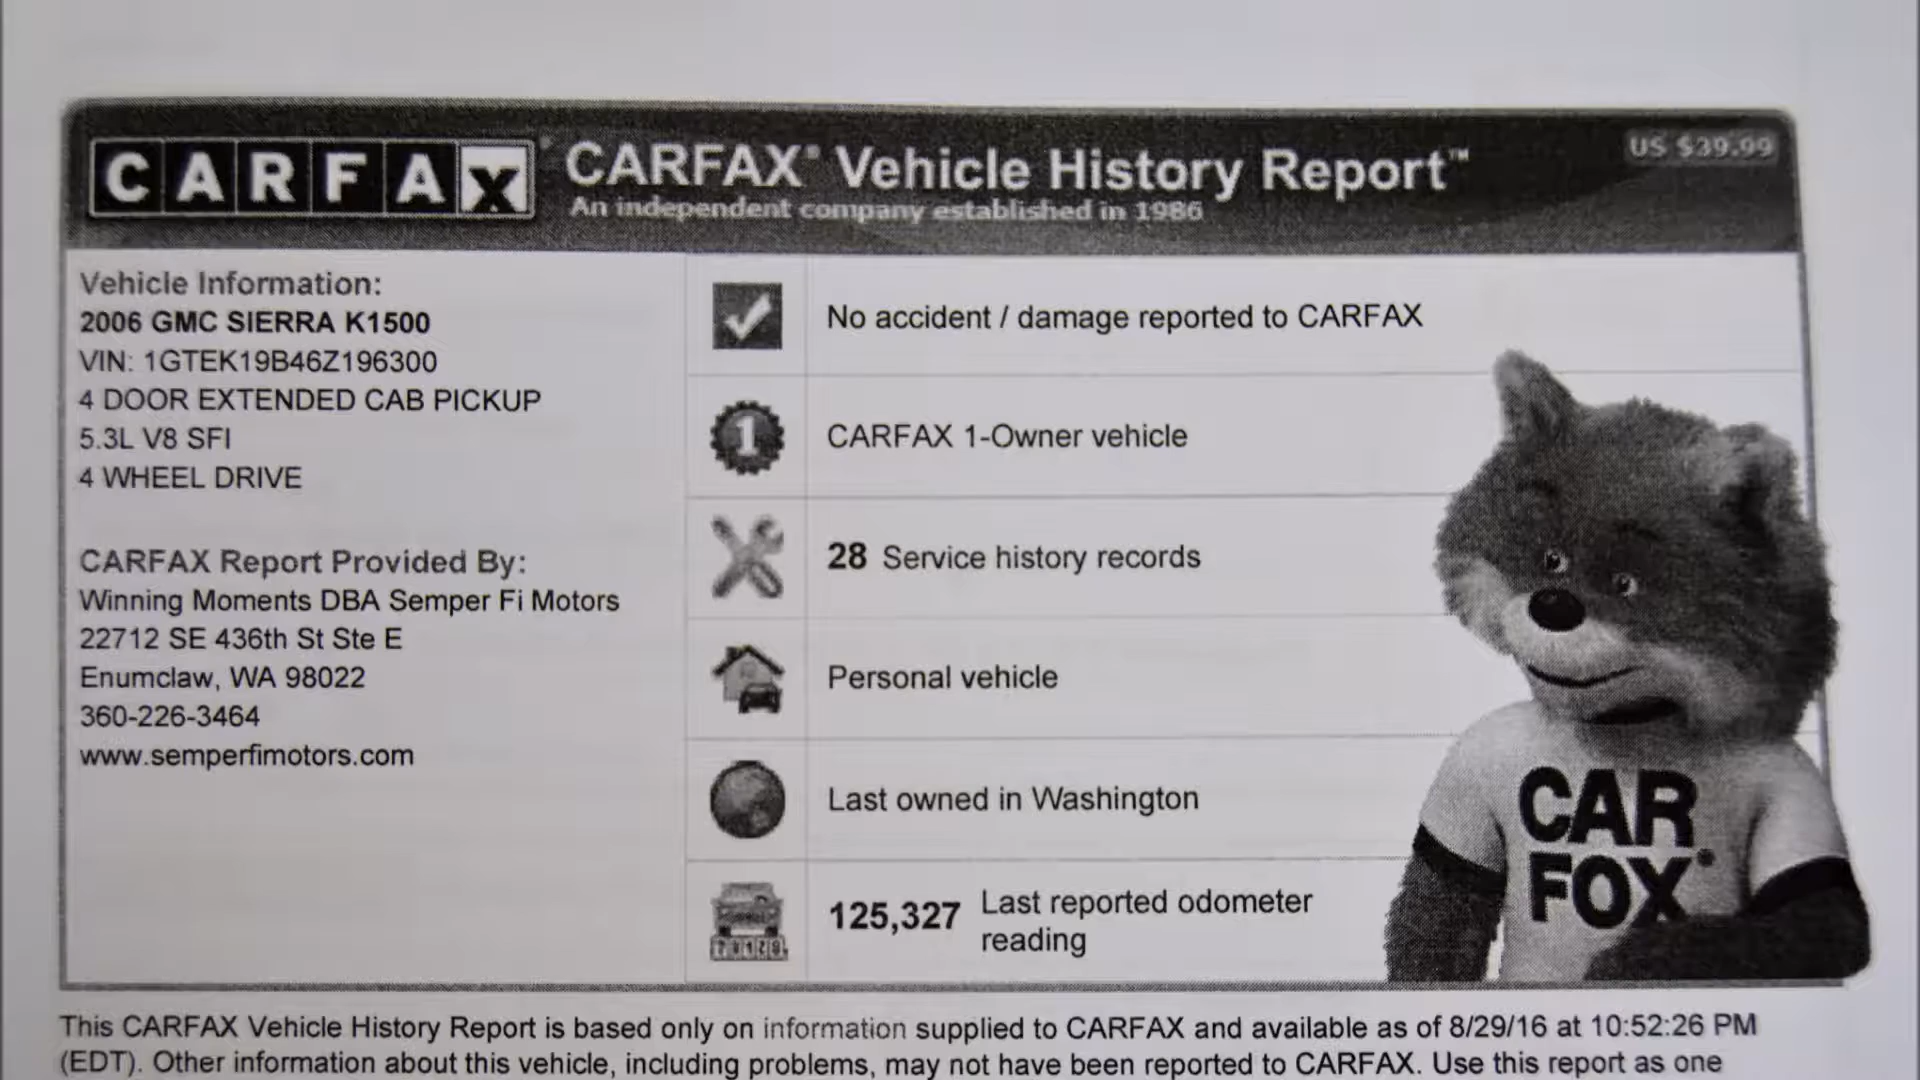 CARFAX
CARFAX® Vehicle History Report™
US $39.99
An independent company established in 1986
Vehicle Information:
2006 GMC SIERRA K1500
VIN: 1GTEK19B46Z196300
4 DOOR EXTENDED CAB PICKUP
5.3L V8 SFI
4 WHEEL DRIVE
CARFAX Report Provided By:
Winning Moments DBA Semper Fi Motors
22712 SE 436th St Ste E
Enumclaw, WA 98022
360-226-3464
www.semperfimotors.com
No accident / damage reported to CARFAX
1
CARFAX 1-Owner vehicle
28 Service history records
Personal vehicle
Last owned in Washington
125,327 Last reported odometer
reading
CAR
FOX®
This CARFAX Vehicle History Report is based only on information supplied to CARFAX and available as of 8/29/16 at 10:52:26 PM
(EDT). Other information about this vehicle, including problems, may not have been reported to CARFAX. Use this report as one